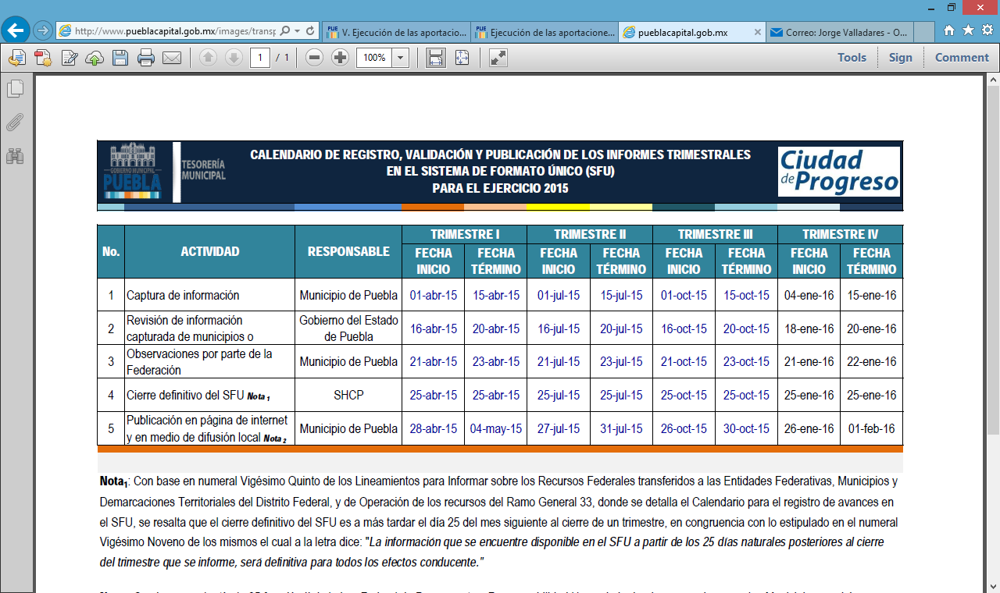 http://www.pueblacapital.gob.mx/images/transp
V. Ejecución de las aportacio...
Ejecución de las aportacione...
pueblacapital.gob.mx
Correo: Jorge Valladares - O...
1 / 1
100%
Tools
Sign
Comment
GOBIERNO MUNICIPAL
PUEBLA
TESORERÍA
MUNICIPAL
CALENDARIO DE REGISTRO, VALIDACIÓN Y PUBLICACIÓN DE LOS INFORMES TRIMESTRALES
EN EL SISTEMA DE FORMATO ÚNICO (SFU)
PARA EL EJERCICIO 2015
Ciudad
de Progreso
No. ACTIVIDAD RESPONSABLE TRIMESTRE I TRIMESTRE II TRIMESTRE III TRIMESTRE IV
FECHA INICIO FECHA TÉRMINO FECHA INICIO FECHA TÉRMINO FECHA INICIO FECHA TÉRMINO FECHA INICIO FECHA TÉRMINO
1 Captura de información Municipio de Puebla 01-abr-15 15-abr-15 01-jul-15 15-jul-15 01-oct-15 15-oct-15 04-ene-16 15-ene-16
2 Revisión de información capturada de municipios o Gobierno del Estado de Puebla 16-abr-15 20-abr-15 16-jul-15 20-jul-15 16-oct-15 20-oct-15 18-ene-16 20-ene-16
3 Observaciones por parte de la Federación Municipio de Puebla 21-abr-15 23-abr-15 21-jul-15 23-jul-15 21-oct-15 23-oct-15 21-ene-16 22-ene-16
4 Cierre definitivo del SFU Nota 1 SHCP 25-abr-15 25-abr-15 25-jul-15 25-jul-15 25-oct-15 25-oct-15 25-ene-16 25-ene-16
5 Publicación en página de internet y en medio de difusión local Nota 2 Municipio de Puebla 28-abr-15 04-may-15 27-jul-15 31-jul-15 26-oct-15 30-oct-15 26-ene-16 01-feb-16
Nota1: Con base en numeral Vigésimo Quinto de los Lineamientos para Informar sobre los Recursos Federales transferidos a las Entidades Federativas, Municipios y
Demarcaciones Territoriales del Distrito Federal, y de Operación de los recursos del Ramo General 33, donde se detalla el Calendario para el registro de avances en
el SFU, se resalta que el cierre definitivo del SFU es a más tardar el día 25 del mes siguiente al cierre de un trimestre, en congruencia con lo estipulado en el numeral
Vigésimo Noveno de los mismos el cual a la letra dice: "La información que se encuentre disponible en el SFU a partir de los 25 días naturales posteriores al cierre
del trimestre que se informe, será definitiva para todos los efectos conducente."